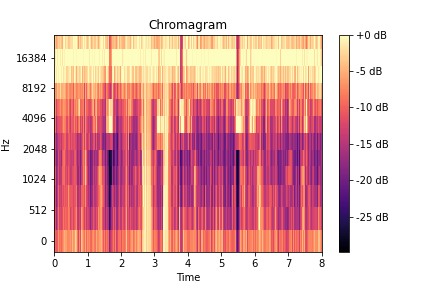 Chromagram
Hz
16384
8192
4096
2048
1024
512
0
0 1 2 3 4 5 6 7 8
Time
+0 dB
-5 dB
-10 dB
-15 dB
-20 dB
-25 dB